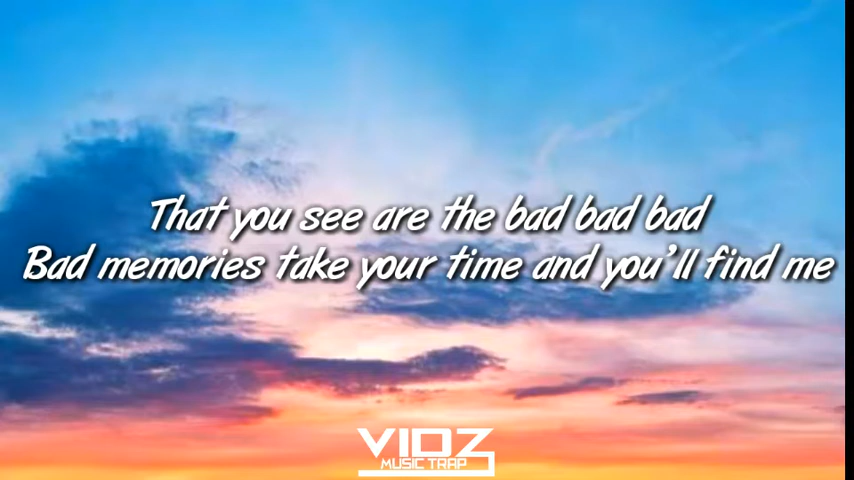 That you see are the bad bad bad
Bad memories take your time and you'll find me
VIDZ
MUSIC TRAP